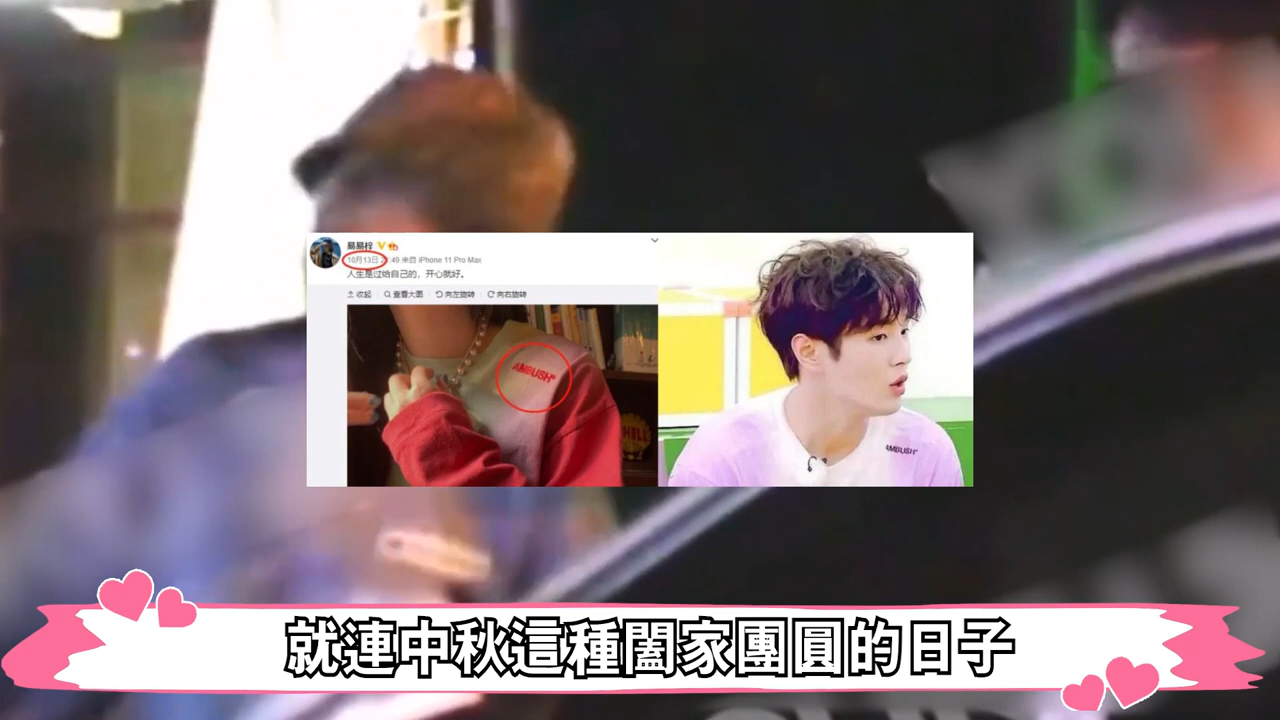 易易梓
10月13日 21:49 来自 iPhone 11 Pro Max
人生是过给自己的，开心就好。
收起 查看大图 向左旋转 向右旋转
AMBUSH
AMBUSH
就連中秋這種闔家團圓的日子